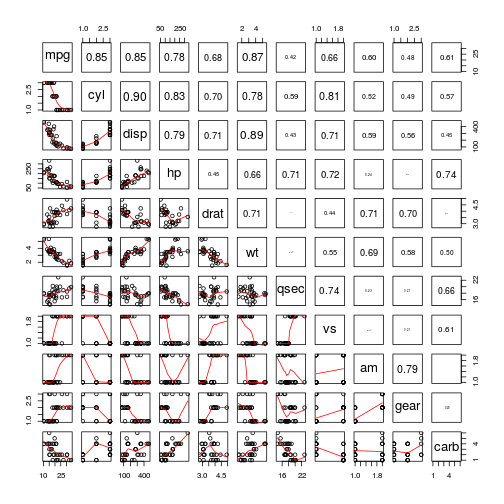 1.0 2.5 50 250 2 4 1.0 1.8 1.0 2.5
mpg 0.85 0.85 0.78 0.68 0.87 0.42 0.66 0.60 0.48 0.61 10 25
1.0 2.5 cyl 0.90 0.83 0.70 0.78 0.59 0.81 0.52 0.49 0.57
disp 0.79 0.71 0.89 0.43 0.71 0.59 0.56 100 400
50 250 hp 0.45 0.66 0.71 0.72 0.74
drat 0.71 0.44 0.71 0.70 3.0 4.5
2 4 wt 0.55 0.69 0.58 0.50
qsec 0.74 0.66 16 22
1.0 1.8 vs 0.61
am 0.79 1.0 1.8
1.0 2.5 gear
carb 1 4
10 25 100 400 3.0 4.5 16 22 1.0 1.8 1 4